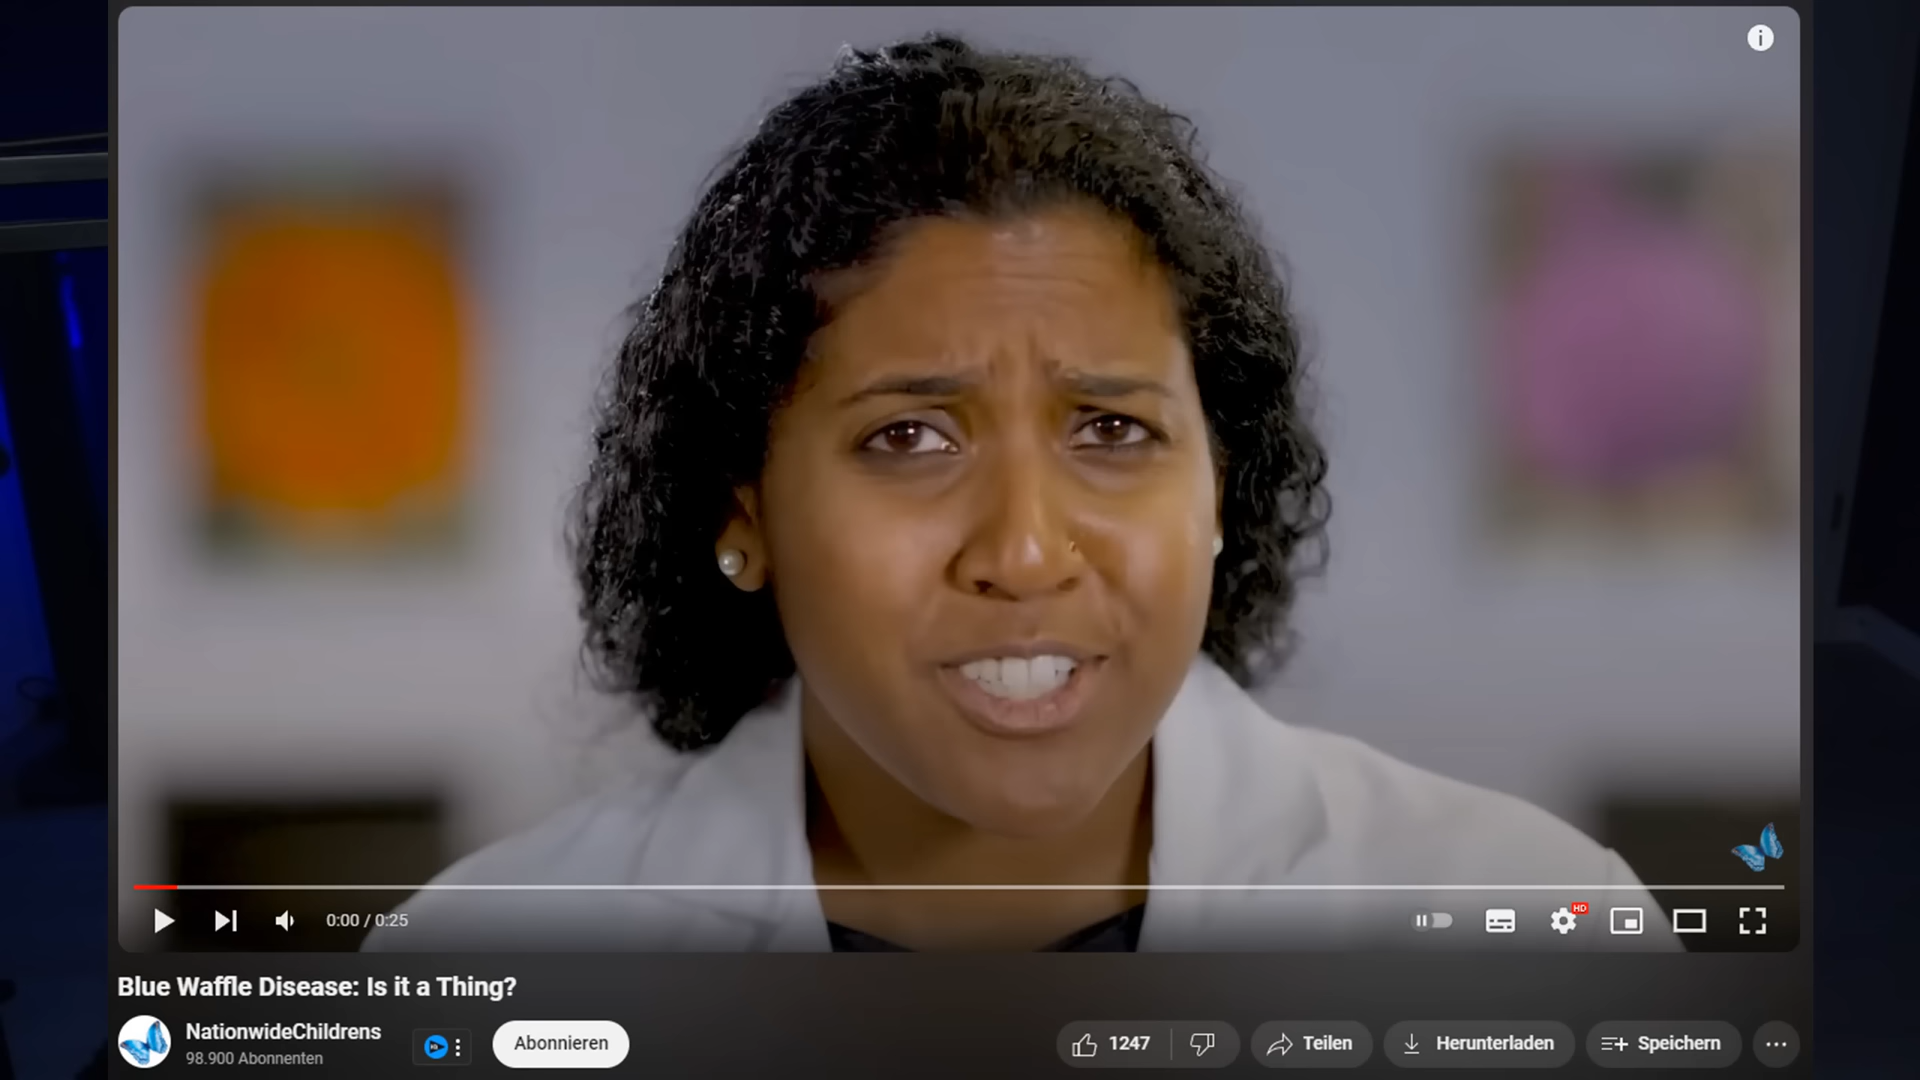 HD
0:00 / 0:25
Blue Waffle Disease: Is it a Thing?
NationwideChildrens
98.900 Abonnenten
Abonnieren
1247
Teilen
Herunterladen
Speichern